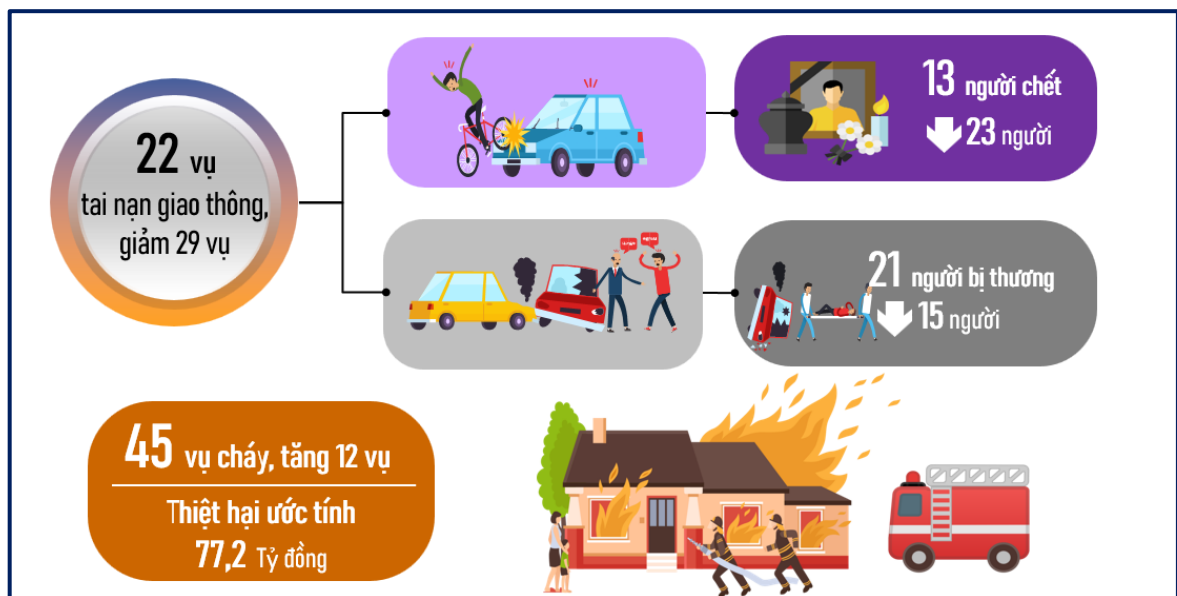 22 vụ
tai nạn giao thông,
giảm 29 vụ
13 người chết
23 người
21 người bị thương
15 người
45 vụ cháy, tăng 12 vụ
Thiệt hại ước tính
77,2 Tỷ đồng